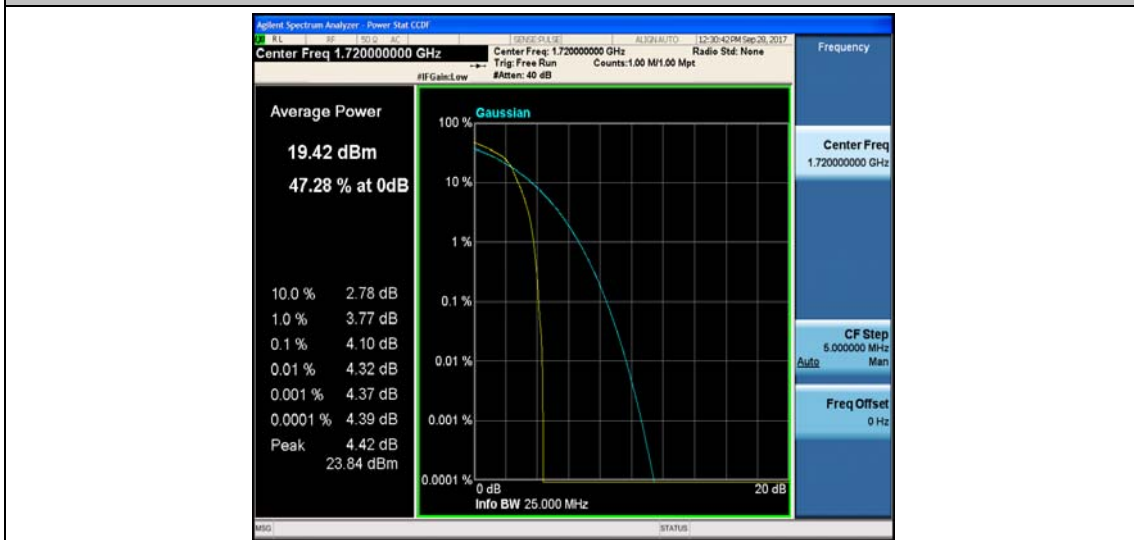 Agilent Spectrum Analyzer - Power Stat CCDF
RL RF 50 Ω AC SENSE:PULSE ALIGNAUTO 12:30:42 PM Sep 20, 2017
Center Freq 1.720000000 GHz
Center Freq: 1.720000000 GHz Radio Std: None
Trig: Free Run Counts:1.00 M/1.00 Mpt
#IFGain:Low #Atten: 40 dB
Frequency
Average Power
19.42 dBm
47.28 % at 0dB
10.0 % 2.78 dB
1.0 % 3.77 dB
0.1 % 4.10 dB
0.01 % 4.32 dB
0.001 % 4.37 dB
0.0001 % 4.39 dB
Peak 4.42 dB
23.84 dBm
Gaussian
100 %
10 %
1 %
0.1 %
0.01 %
0.001 %
0.0001 %
0 dB 20 dB
Info BW 25.000 MHz
Center Freq
1.720000000 GHz
CF Step
5.000000 MHz
Auto Man
Freq Offset
0 Hz
MSG STATUS